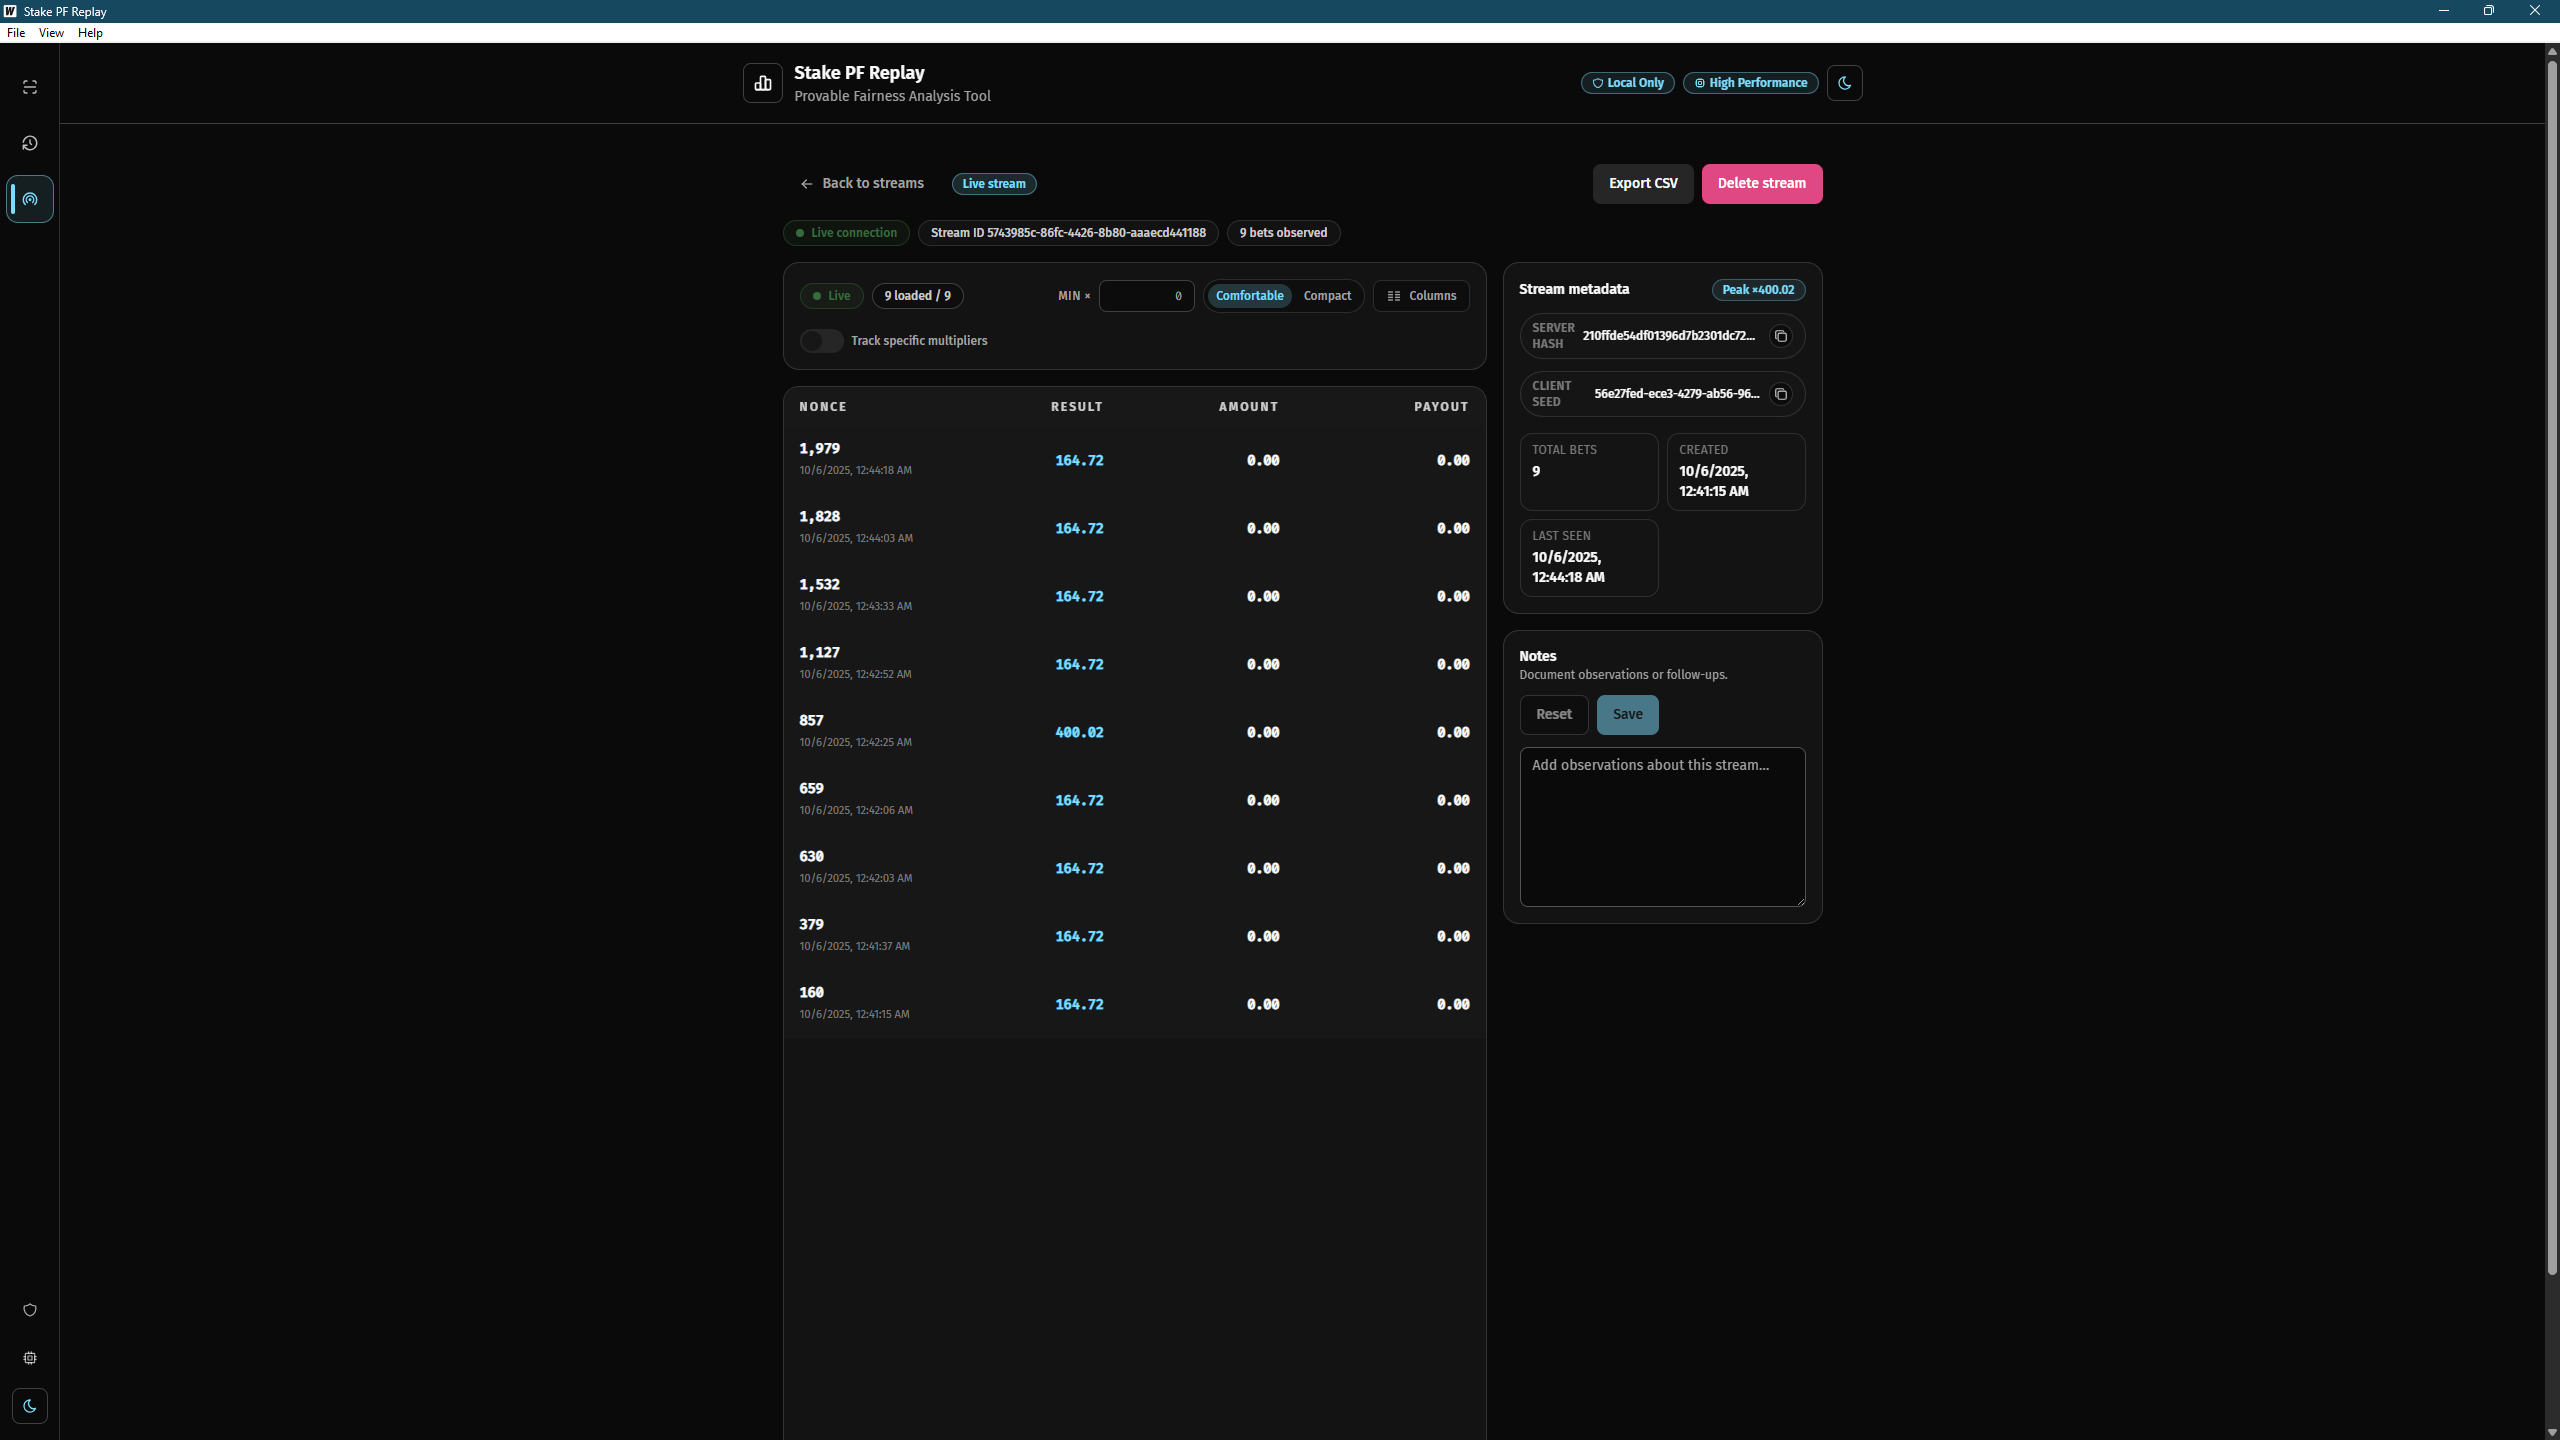 Stake PF Replay
File View Help
Stake PF Replay
Provable Fairness Analysis Tool
Local Only
High Performance
Back to streams
Live stream
Export CSV
Delete stream
Live connection
Stream ID 5743985c-86fc-4426-8b80-aaaecd441188
9 bets observed
Live
9 loaded / 9
MIN ×
0
Comfortable
Compact
Columns
Track specific multipliers
NONCE RESULT AMOUNT PAYOUT
1,979
10/6/2025, 12:44:18 AM
164.72 0.00 0.00
1,828
10/6/2025, 12:44:03 AM
164.72 0.00 0.00
1,532
10/6/2025, 12:43:33 AM
164.72 0.00 0.00
1,127
10/6/2025, 12:42:52 AM
164.72 0.00 0.00
857
10/6/2025, 12:42:25 AM
400.02 0.00 0.00
659
10/6/2025, 12:42:06 AM
164.72 0.00 0.00
630
10/6/2025, 12:42:03 AM
164.72 0.00 0.00
379
10/6/2025, 12:41:37 AM
164.72 0.00 0.00
160
10/6/2025, 12:41:15 AM
164.72 0.00 0.00
Stream metadata
Peak ×400.02
SERVER
HASH
210ffde54df01396d7b2301dc72...
CLIENT
SEED
56e27fed-ece3-4279-ab56-96...
TOTAL BETS
9
CREATED
10/6/2025,
12:41:15 AM
LAST SEEN
10/6/2025,
12:44:18 AM
Notes
Document observations or follow-ups.
Reset
Save
Add observations about this stream...